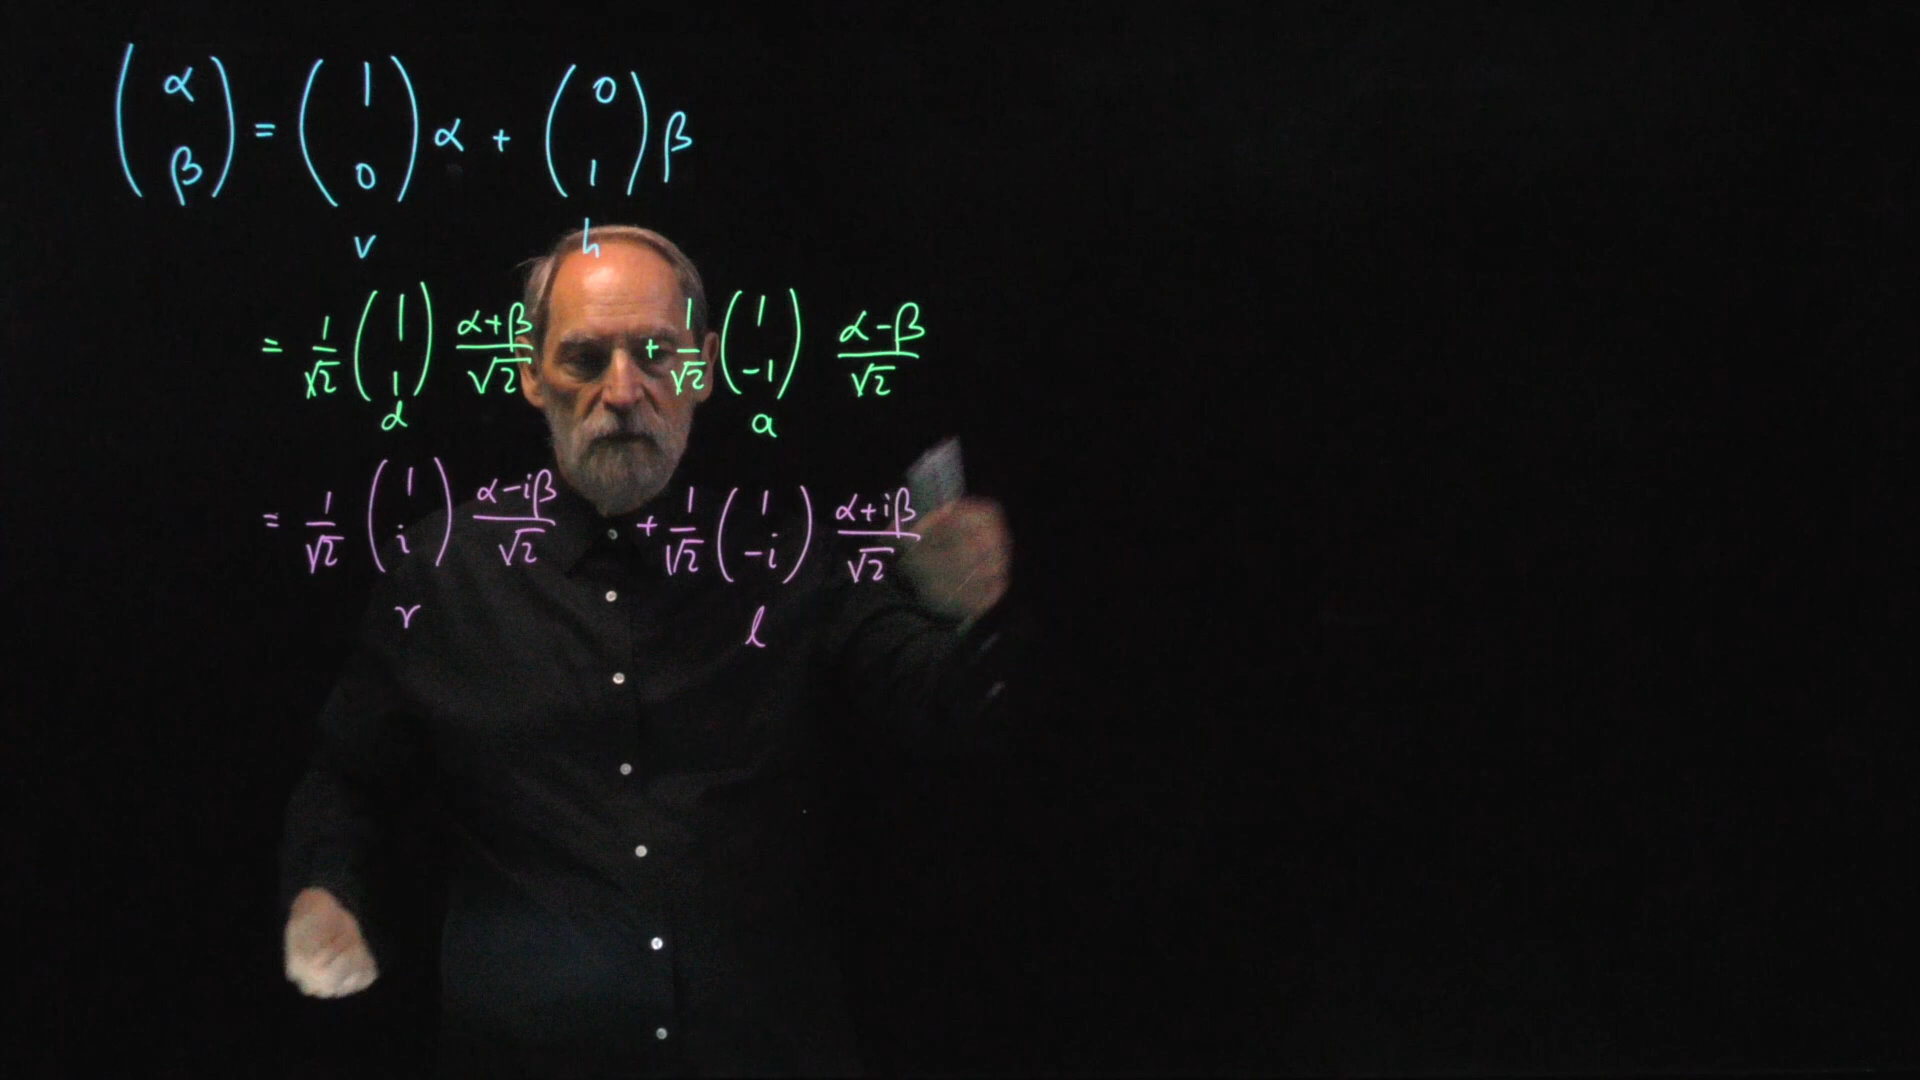 (α β) = (1 0) α + (0 1) β
v h
= 1/√2 (1 1) α+β/√2 + 1/√2 (1 -1) α-β/√2
d a
= 1/√2 (1 i) α-iβ/√2 + 1/√2 (1 -i) α+iβ/√2
r l